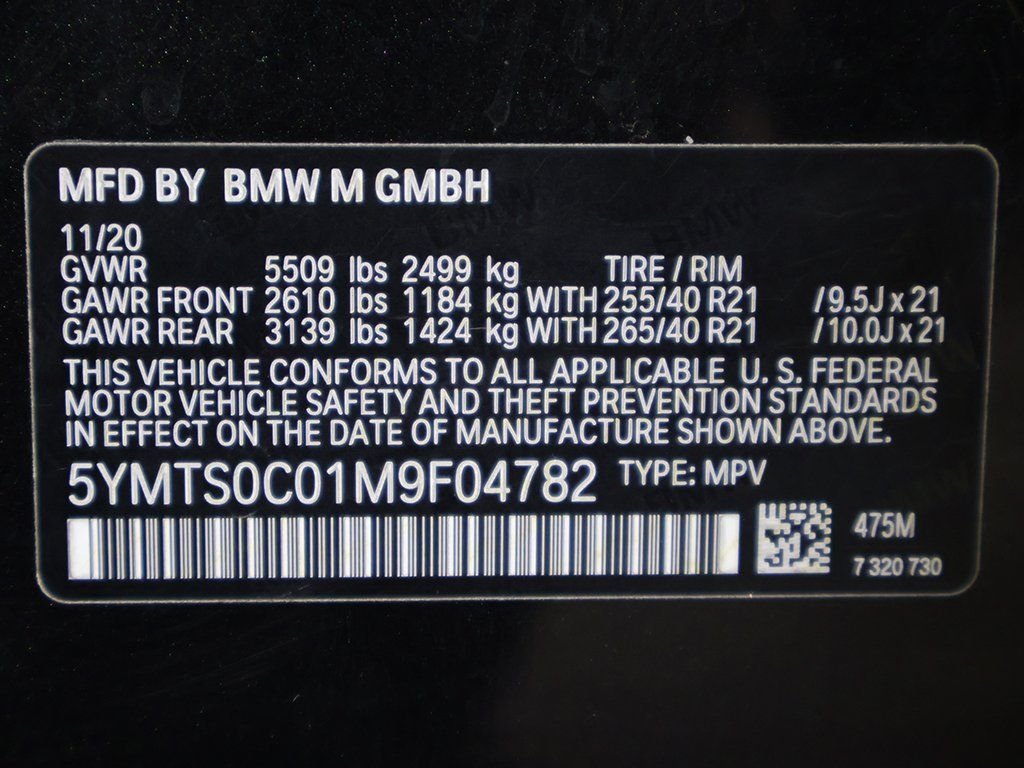 MFD BY BMW M GMBH
11/20
GVWR 5509 lbs 2499 kg TIRE / RIM
GAWR FRONT 2610 lbs 1184 kg WITH 255/40 R21 /9.5J x 21
GAWR REAR 3139 lbs 1424 kg WITH 265/40 R21 /10.0J x 21
THIS VEHICLE CONFORMS TO ALL APPLICABLE U. S. FEDERAL
MOTOR VEHICLE SAFETY AND THEFT PREVENTION STANDARDS
IN EFFECT ON THE DATE OF MANUFACTURE SHOWN ABOVE.
5YMTS0C01M9F04782 TYPE: MPV
475M
7 320 730